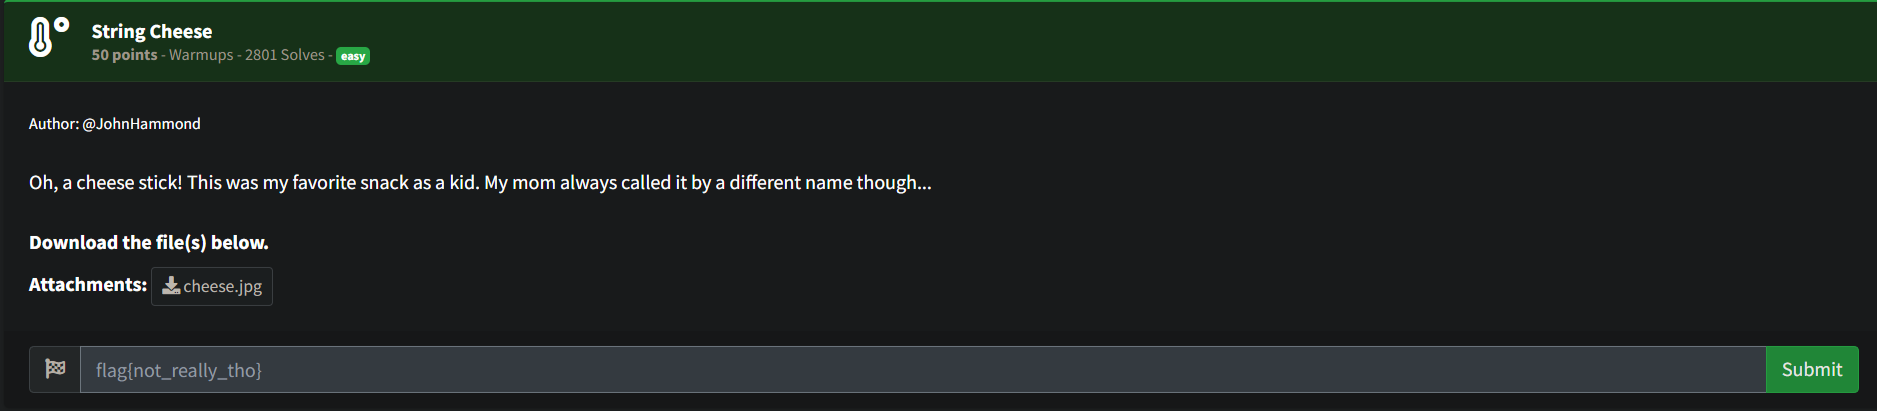 String Cheese
50 points - Warmups - 2801 Solves - easy
Author: @JohnHammond
Oh, a cheese stick! This was my favorite snack as a kid. My mom always called it by a different name though...
Download the file(s) below.
Attachments: cheese.jpg
flag{not_really_tho} Submit